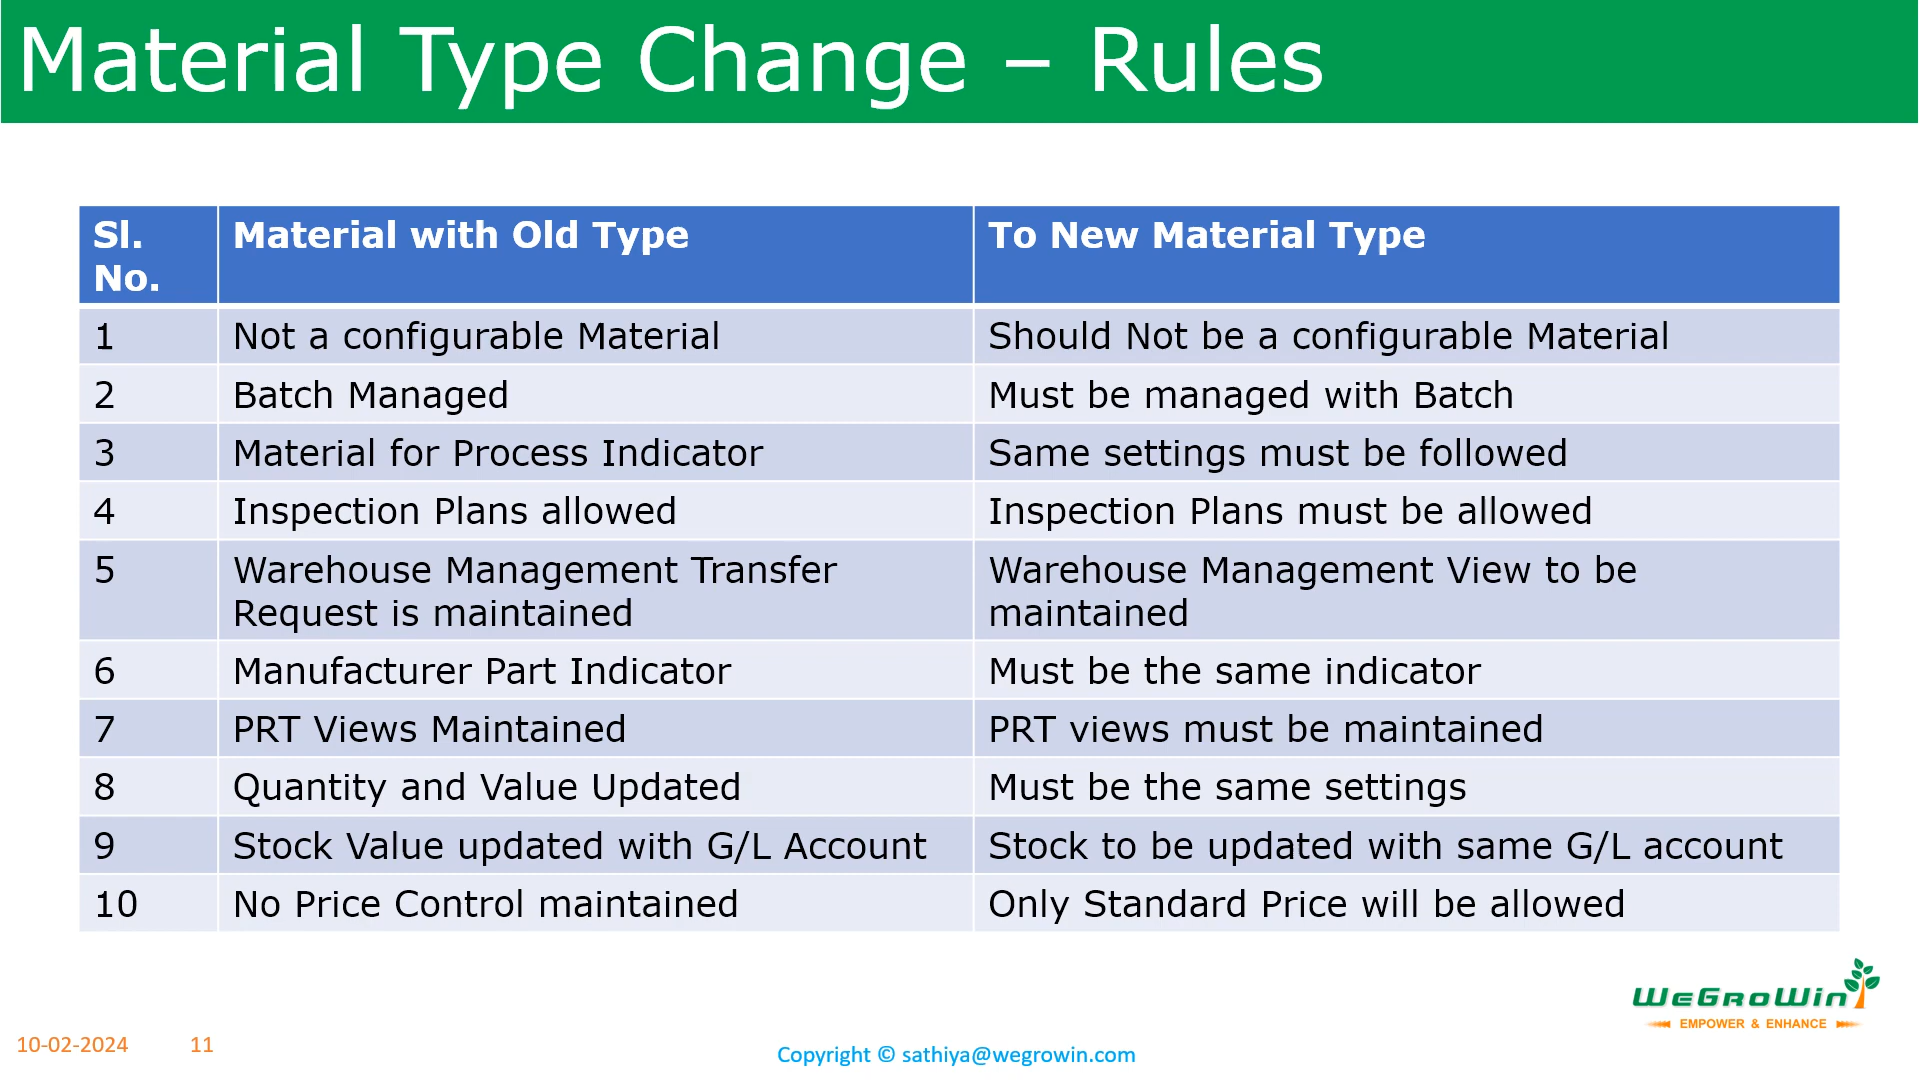 Material Type Change – Rules
Sl. No. Material with Old Type To New Material Type
1 Not a configurable Material Should Not be a configurable Material
2 Batch Managed Must be managed with Batch
3 Material for Process Indicator Same settings must be followed
4 Inspection Plans allowed Inspection Plans must be allowed
5 Warehouse Management Transfer Request is maintained Warehouse Management View to be maintained
6 Manufacturer Part Indicator Must be the same indicator
7 PRT Views Maintained PRT views must be maintained
8 Quantity and Value Updated Must be the same settings
9 Stock Value updated with G/L Account Stock to be updated with same G/L account
10 No Price Control maintained Only Standard Price will be allowed
WeGroWin
EMPOWER & ENHANCE
10-02-2024 11
Copyright © sathiya@wegrowin.com